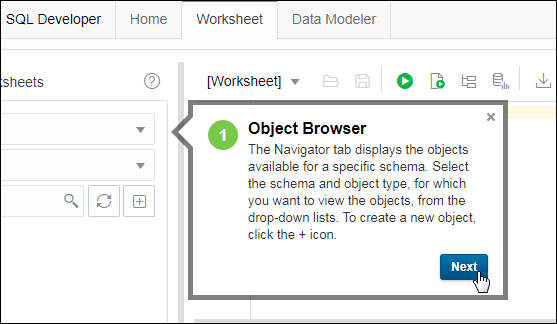 SQL Developer Home Worksheet Data Modeler
ksheets ? [Worksheet]
1 Object Browser
The Navigator tab displays the objects
available for a specific schema. Select
the schema and object type, for which
you want to view the objects, from the
drop-down lists. To create a new object,
click the + icon.
Next